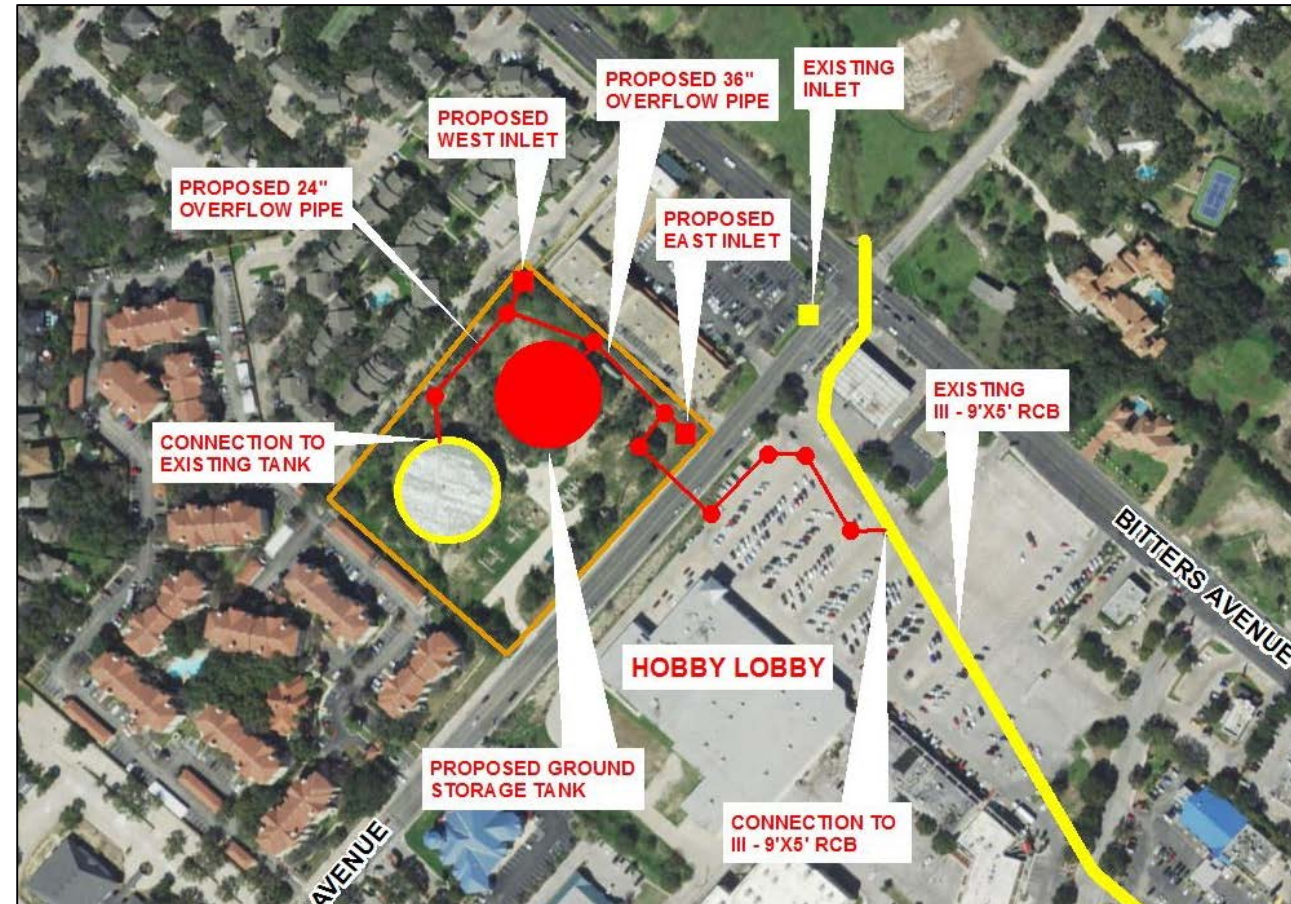 PROPOSED 36"
OVERFLOW PIPE
EXISTING
INLET
PROPOSED
WEST INLET
PROPOSED 24"
OVERFLOW PIPE
PROPOSED
EAST INLET
EXISTING
III - 9'X5' RCB
CONNECTION TO
EXISTING TANK
BITTERS AVENUE
HOBBY LOBBY
PROPOSED GROUND
STORAGE TANK
CONNECTION TO
III - 9'X5' RCB
AVENUE